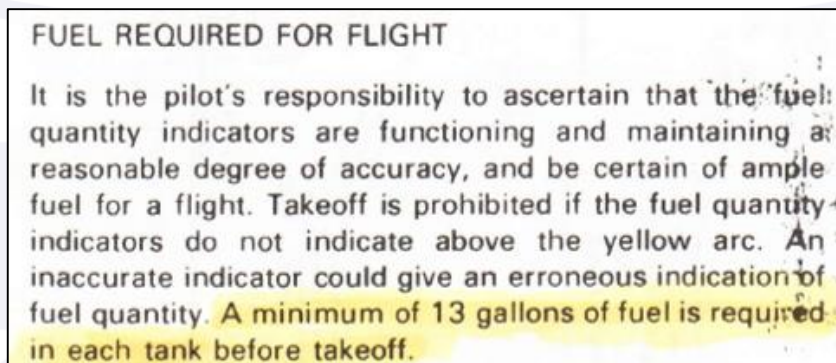 FUEL REQUIRED FOR FLIGHT
It is the pilot's responsibility to ascertain that the fuel
quantity indicators are functioning and maintaining a
reasonable degree of accuracy, and be certain of ample
fuel for a flight. Takeoff is prohibited if the fuel quantity
indicators do not indicate above the yellow arc. An
inaccurate indicator could give an erroneous indication of
fuel quantity. A minimum of 13 gallons of fuel is required
in each tank before takeoff.